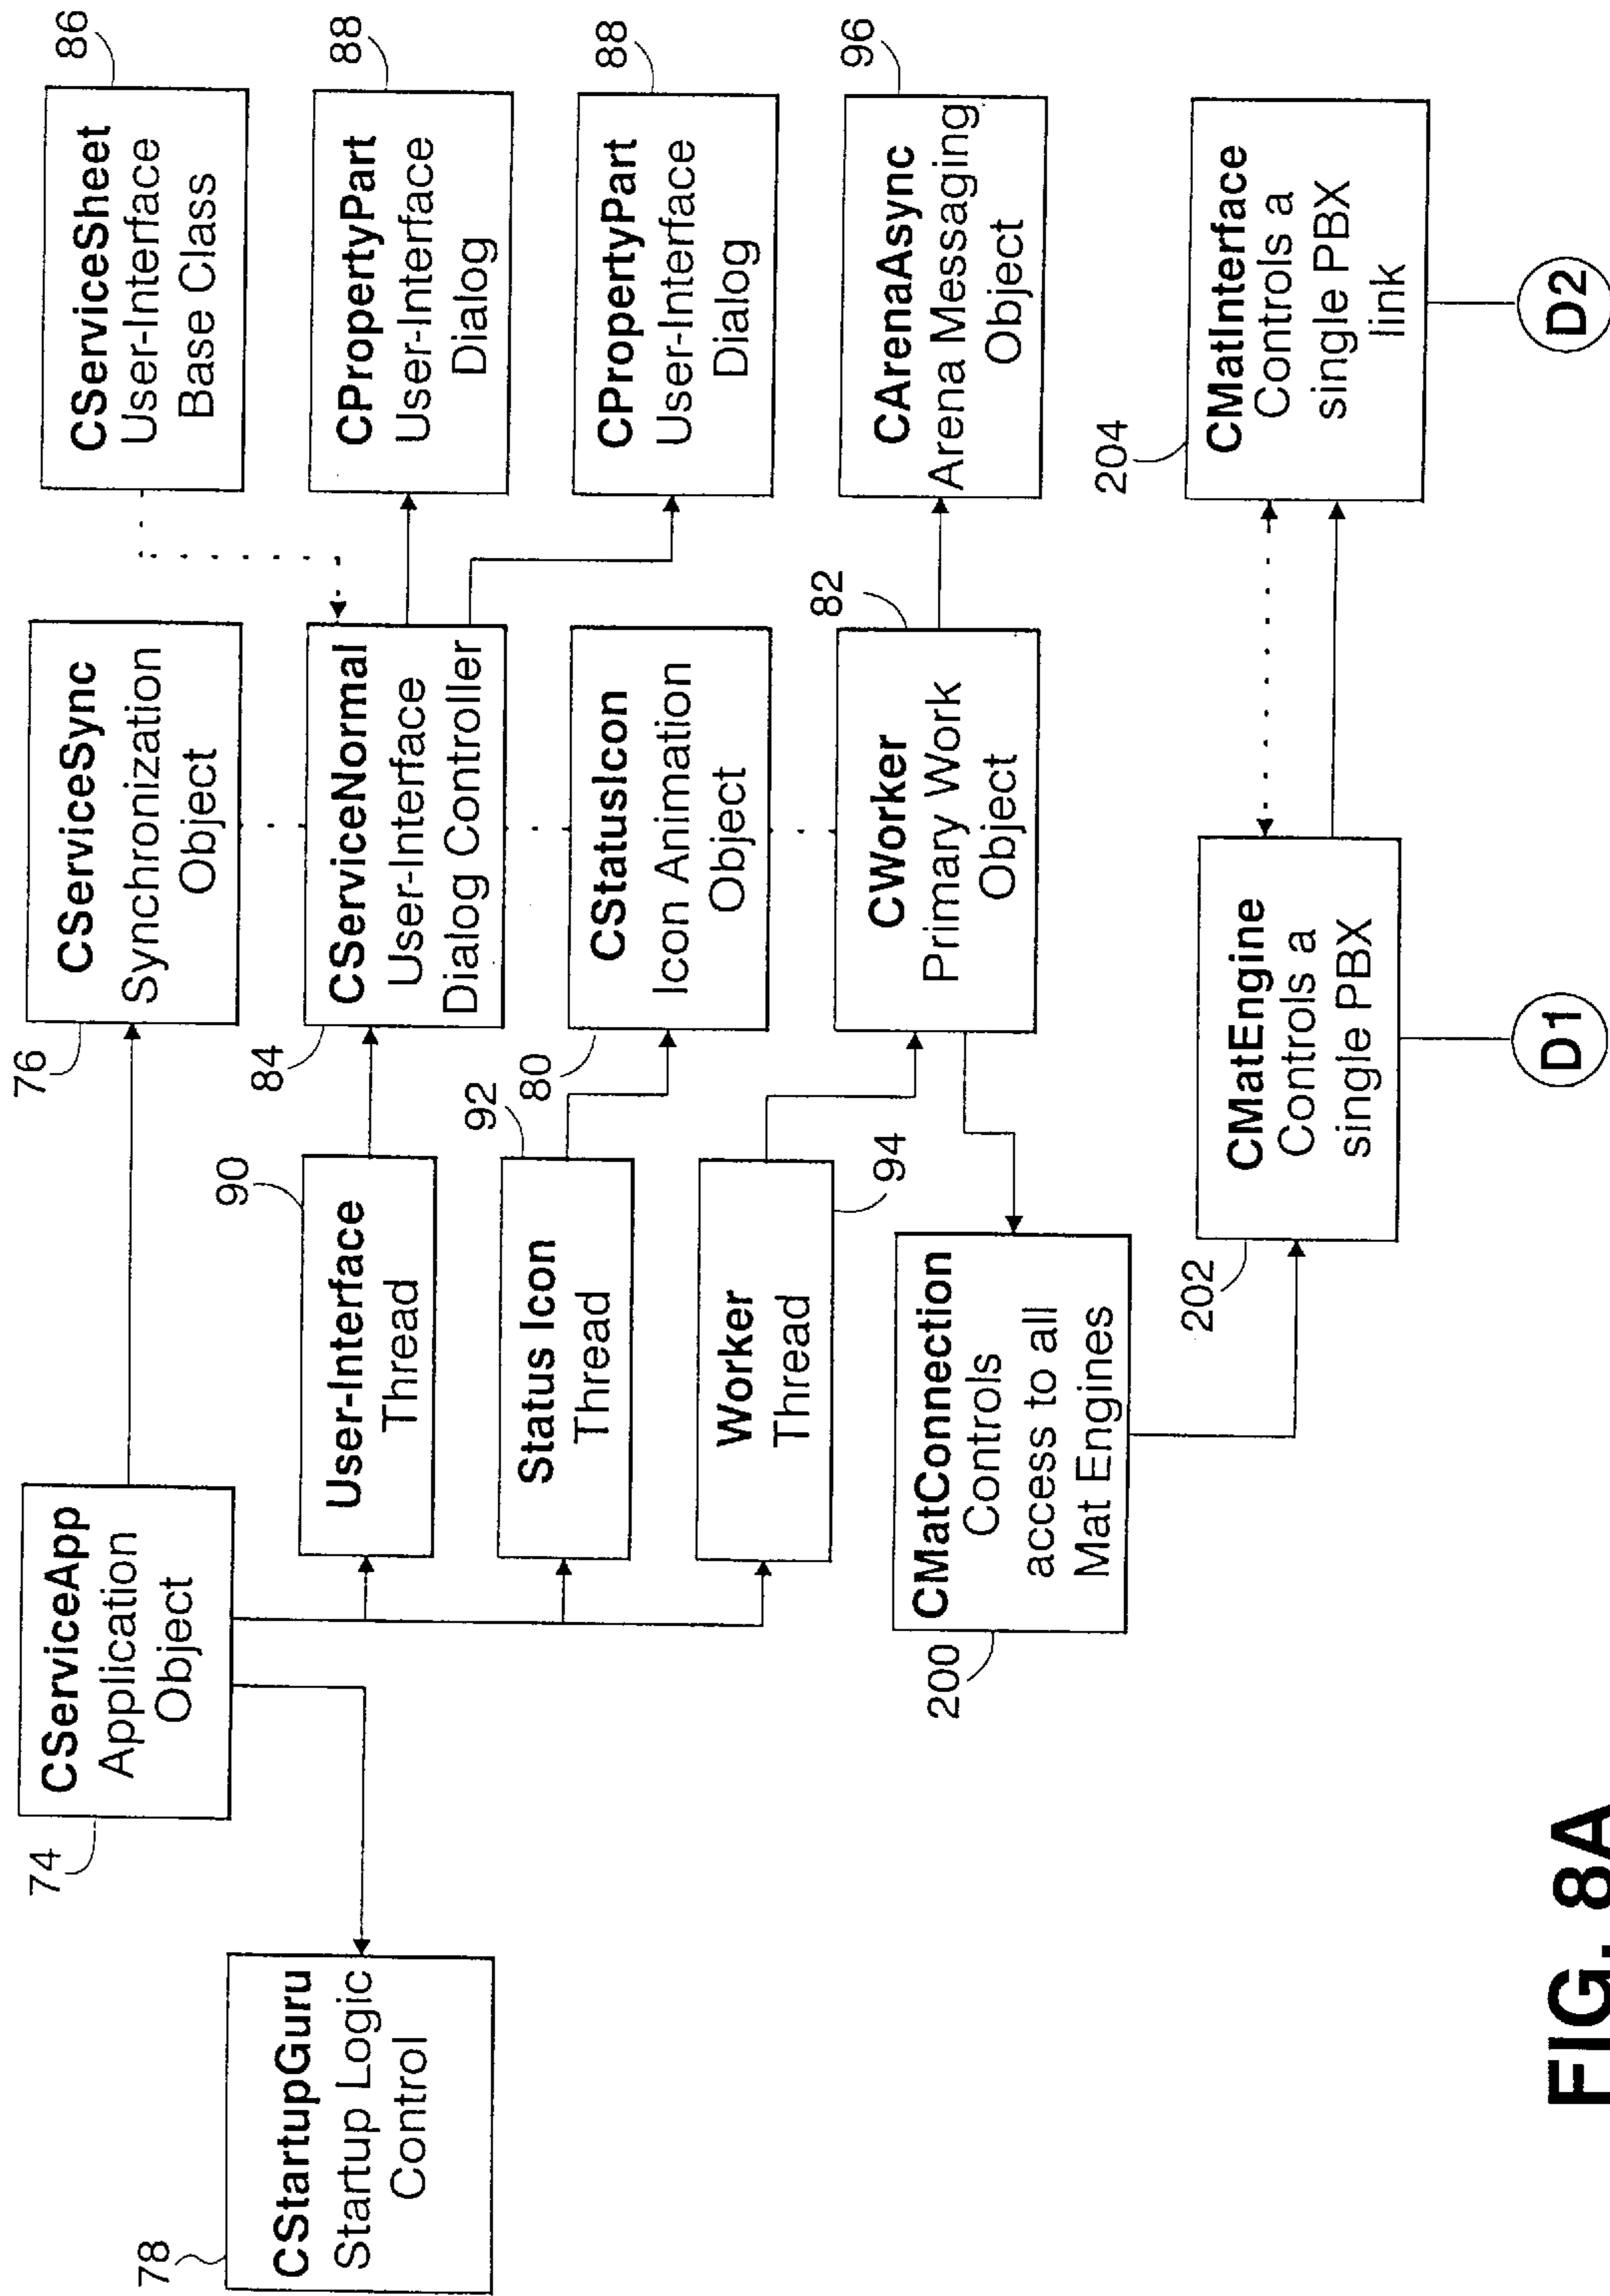 86
CServiceSheet
User-Interface
Base Class
88
CPropertyPart
User-Interface
Dialog
88
CPropertyPart
User-Interface
Dialog
96
CArenaAsync
Arena Messaging
Object
204
CMatInterface
Controls a
single PBX
link
D2
76
CServiceSync
Synchronization
Object
84
CServiceNormal
User-Interface
Dialog Controller
80
CStatusIcon
Icon Animation
Object
82
CWorker
Primary Work
Object
202
CMatEngine
Controls a
single PBX
D1
90
User-Interface
Thread
92
Status Icon
Thread
94
Worker
Thread
200
CMatConnection
Controls
access to all
Mat Engines
74
CServiceApp
Application
Object
78
CStartupGuru
Startup Logic
Control
FIG. 8A